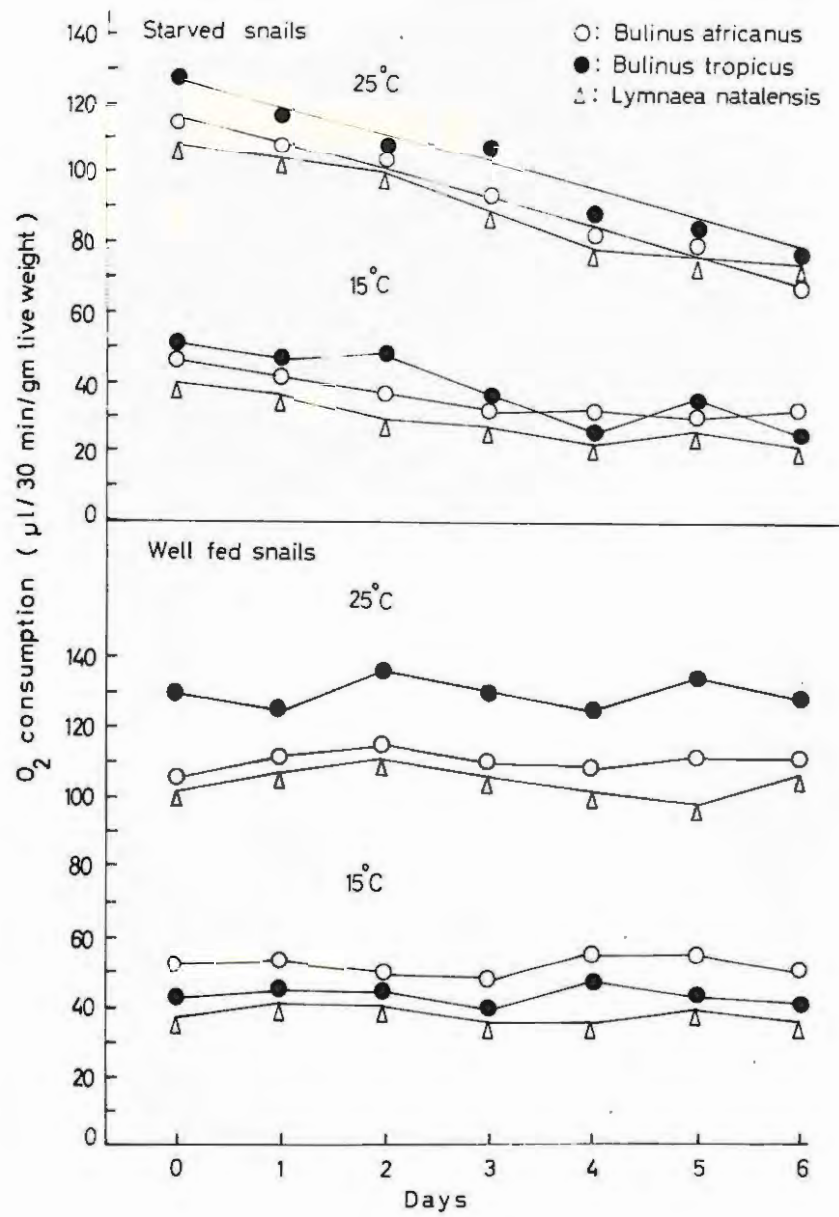 Starved snails
○: Bulinus africanus
●: Bulinus tropicus
△: Lymnaea natalensis
25°C
15°C
140
120
100
80
60
40
20
0
O2 consumption ( µl / 30 min/gm live weight )
Well fed snails
25°C
15°C
140
120
100
80
60
40
20
0
0 1 2 3 4 5 6
Days